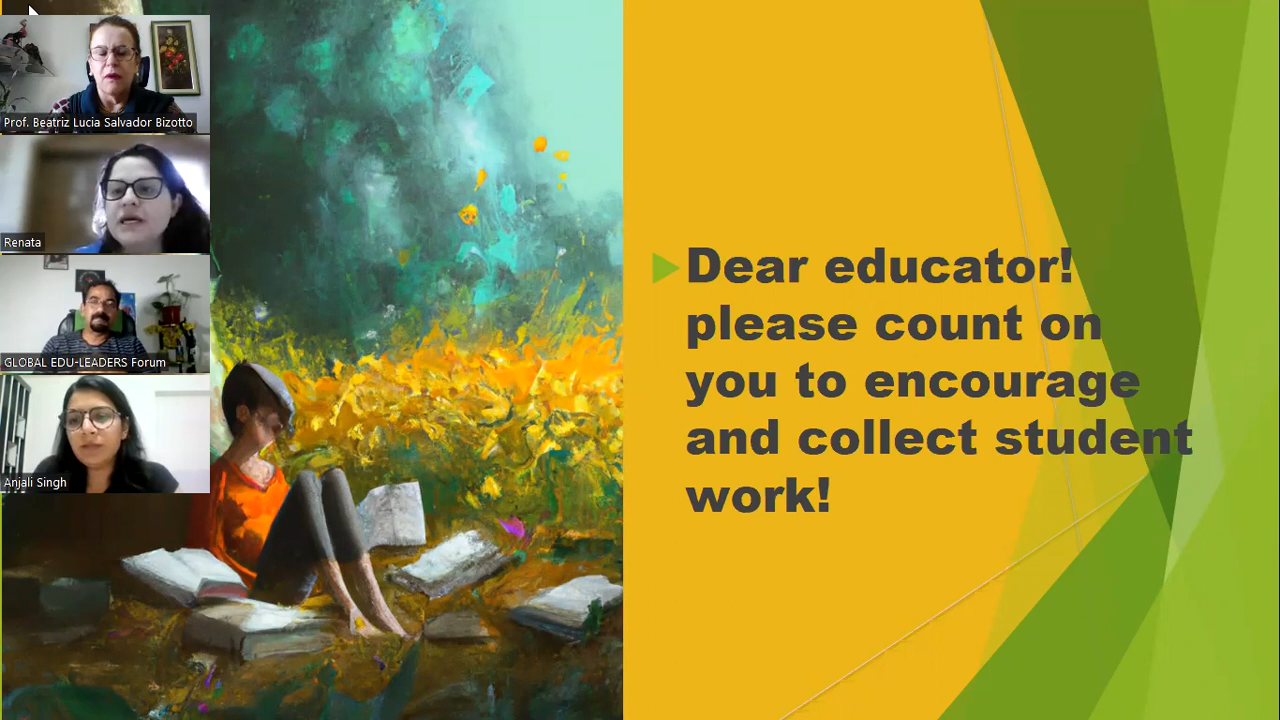 Prof. Beatriz Lucia Salvador Bizotto
Renata
GLOBAL EDU-LEADERS Forum
Anjali Singh
Dear educator!
please count on
you to encourage
and collect student
work!